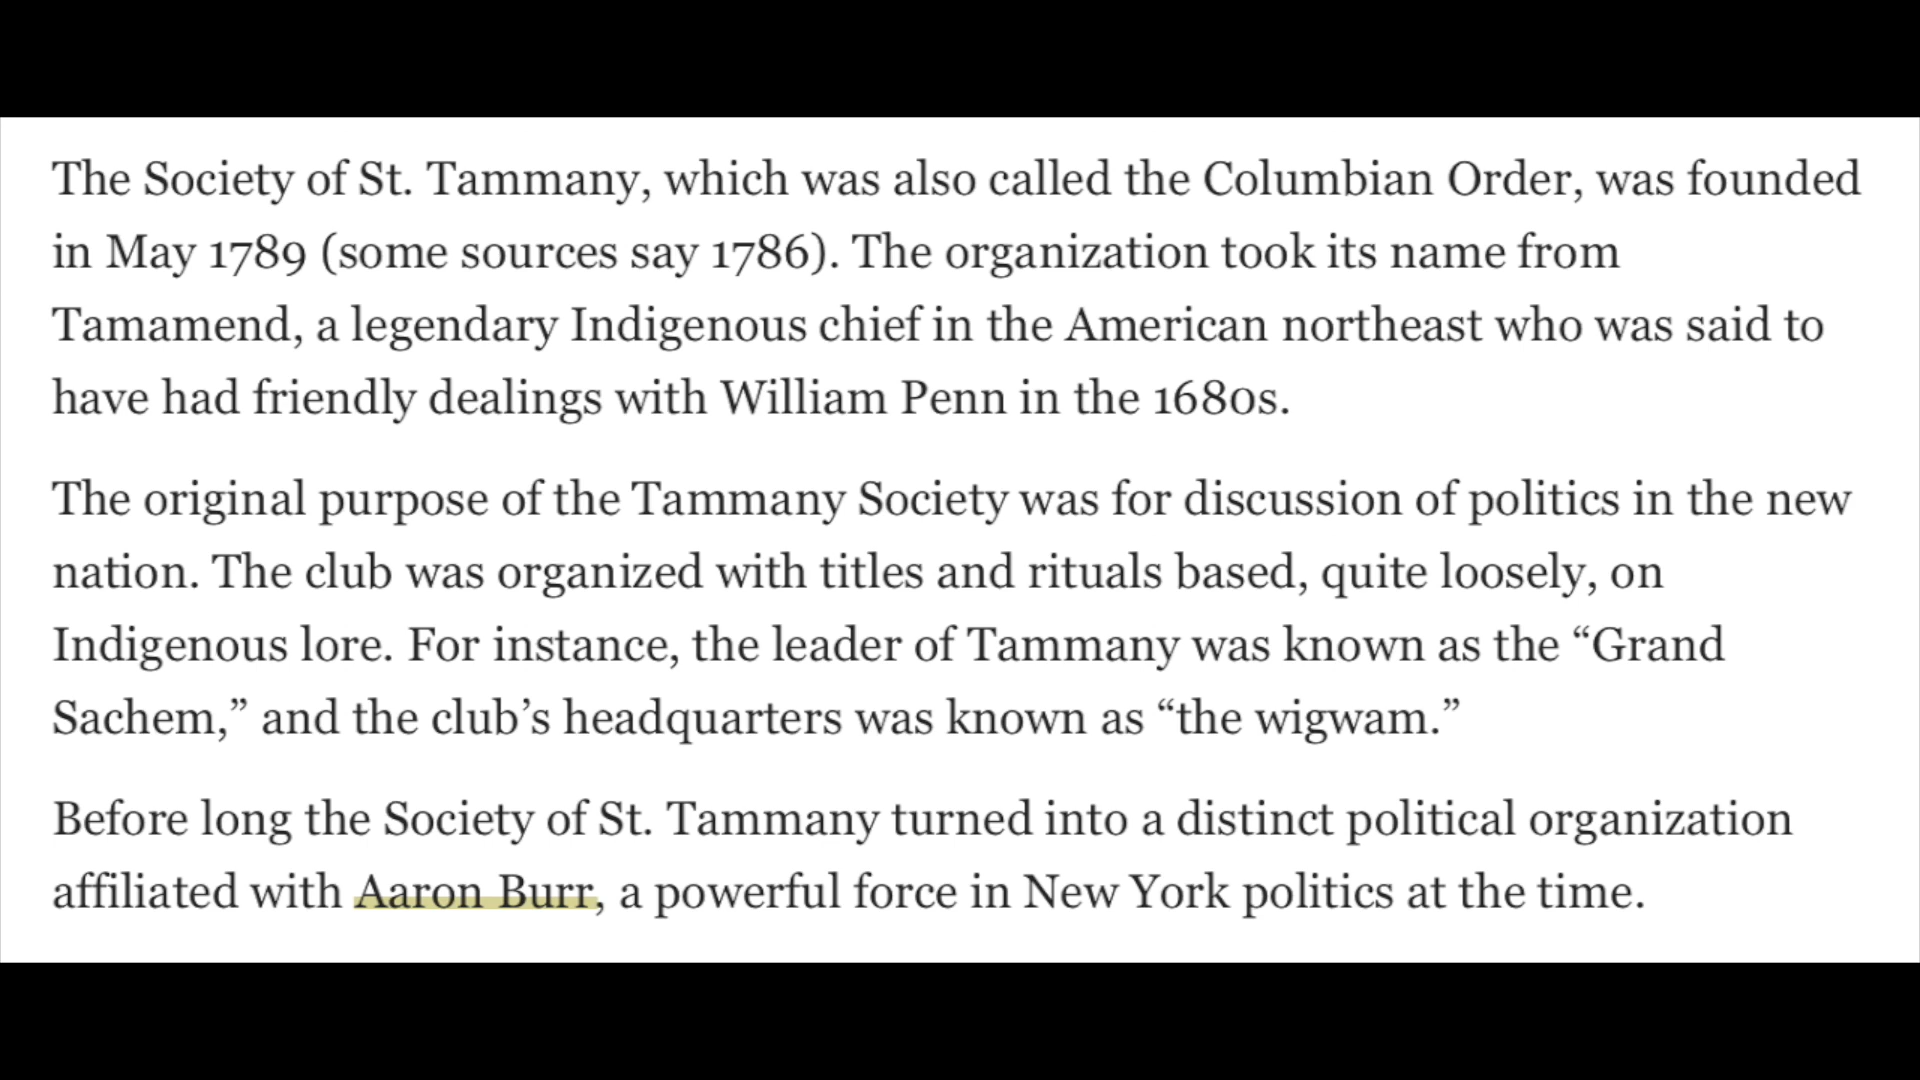 The Society of St. Tammany, which was also called the Columbian Order, was founded
in May 1789 (some sources say 1786). The organization took its name from
Tamamend, a legendary Indigenous chief in the American northeast who was said to
have had friendly dealings with William Penn in the 1680s.
The original purpose of the Tammany Society was for discussion of politics in the new
nation. The club was organized with titles and rituals based, quite loosely, on
Indigenous lore. For instance, the leader of Tammany was known as the “Grand
Sachem,” and the club’s headquarters was known as “the wigwam.”
Before long the Society of St. Tammany turned into a distinct political organization
affiliated with Aaron Burr, a powerful force in New York politics at the time.